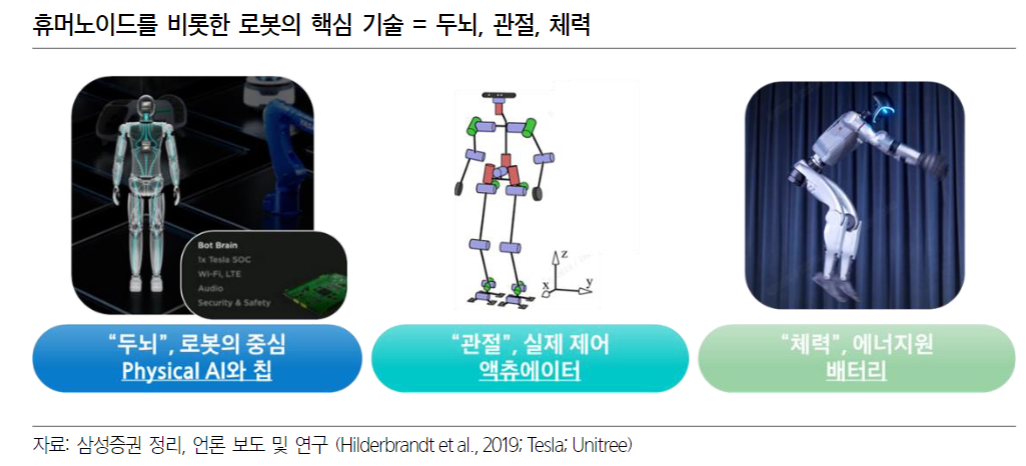 휴머노이드를 비롯한 로봇의 핵심 기술 = 두뇌, 관절, 체력
Bot Brain
1x Tesla SOC
Wi-Fi, LTE
Audio
Security & Safety
z
x
y
“두뇌”, 로봇의 중심
Physical AI와 칩
“관절”, 실제 제어
액츄에이터
“체력”, 에너지원
배터리
자료: 삼성증권 정리, 언론 보도 및 연구 (Hilderbrandt et al., 2019; Tesla; Unitree)